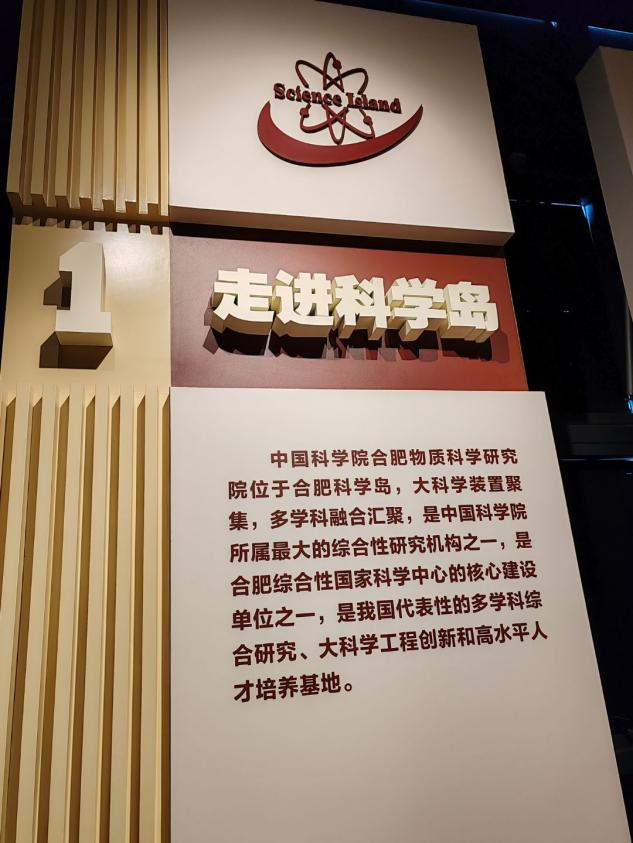 Science Island
1
走进科学岛
中国科学院合肥物质科学研究
院位于合肥科学岛，大科学装置聚
集，多学科融合汇聚，是中国科学院
所属最大的综合性研究机构之一，是
合肥综合性国家科学中心的核心建设
单位之一，是我国代表性的多学科综
合研究、大科学工程创新和高水平人
才培养基地。